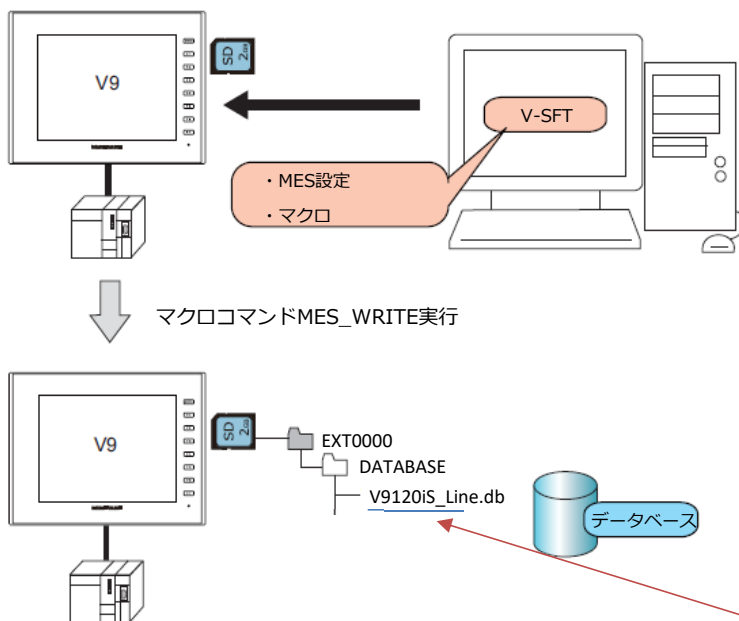 V9
SD
2GB
V-SFT
・MES設定
・マクロ
マクロコマンドMES_WRITE実行
V9
SD
2GB
EXT0000
DATABASE
V9120iS_Line.db
データベース